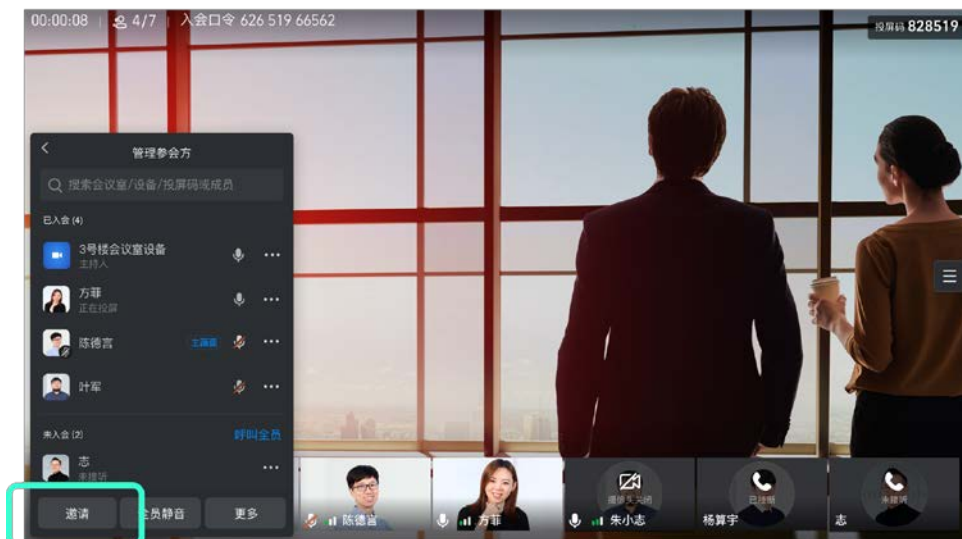 00:00:08 | 4/7 | 入会口令 626 519 66562
投屏码 828519
管理参会方
搜索会议室/设备/投屏码或成员
已入会 (4)
3号楼会议室设备
主持人
方菲
正在投屏
陈德言
主画面
叶军
未入会 (2)
呼叫全员
志
未接听
邀请
全员静音
更多
陈德言
方菲
朱小志
杨算宇
已挂断
志
未接听